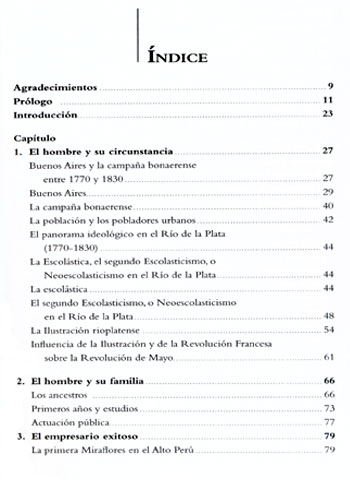 ÍNDICE
Agradecimientos 9
Prólogo 11
Introducción 23
Capítulo
1. El hombre y su circunstancia 27
Buenos Aires y la campaña bonaerense
entre 1770 y 1830 27
Buenos Aires 29
La campaña bonaerense 40
La población y los pobladores urbanos 42
El panorama ideológico en el Río de la Plata
(1770-1830) 44
La Escolástica, el segundo Escolasticismo, o
Neoescolasticismo en el Río de la Plata 44
La escolástica 44
El segundo Escolasticismo, o Neoescolasticismo
en el Río de la Plata 48
La Ilustración rioplatense 54
Influencia de la Ilustración y de la Revolución Francesa
sobre la Revolución de Mayo 61
2. El hombre y su familia 66
Los ancestros 66
Primeros años y estudios 73
Actuación pública 77
3. El empresario exitoso 79
La primera Miraflores en el Alto Perú 79